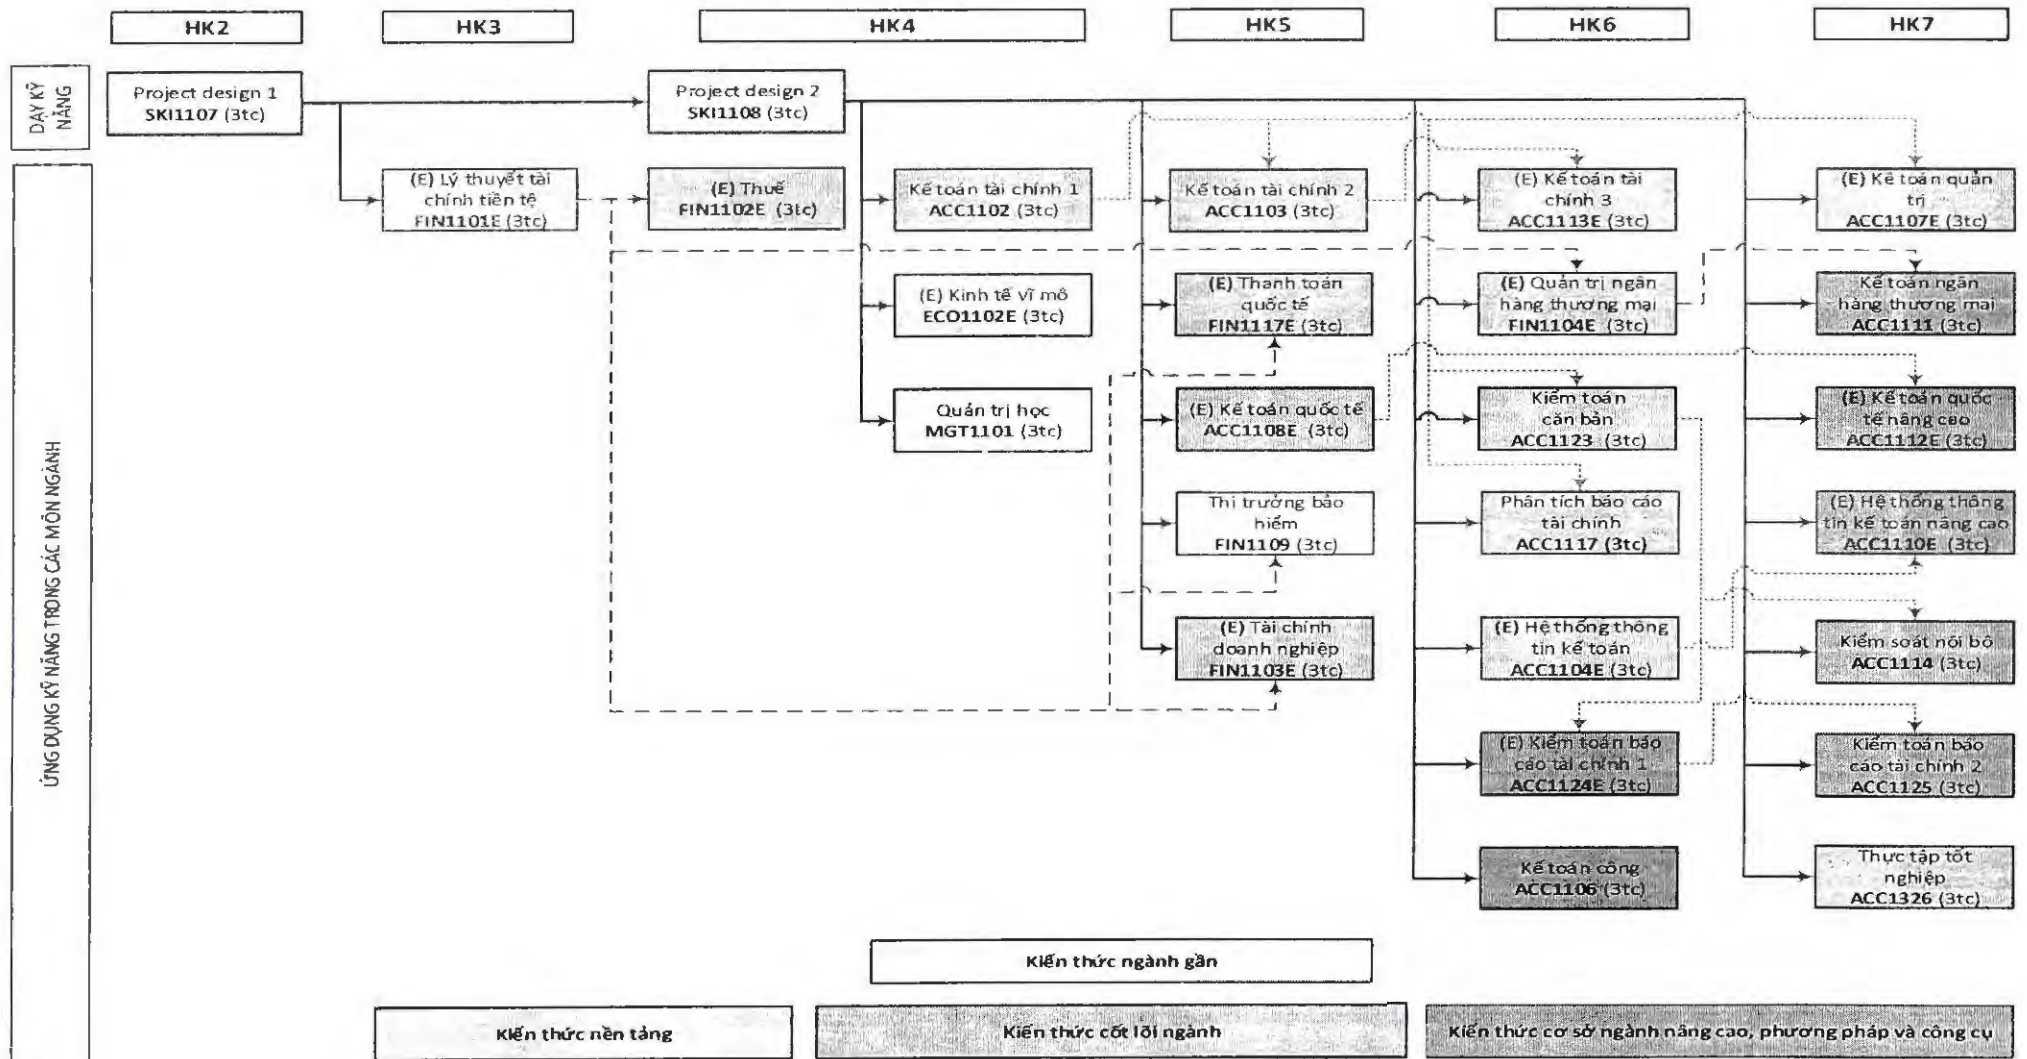 HK2
HK3
HK4
HK5
HK6
HK7
DẠY KỸ
NĂNG
Project design 1
SKI1107 (3tc)
Project design 2
SKI1108 (3tc)
ỨNG DỤNG KỸ NĂNG TRONG CÁC MÔN NGÀNH
(E) Lý thuyết tài
chính tiền tệ
FIN1101E (3tc)
(E) Thuế
FIN1102E (3tc)
Kế toán tài chính 1
ACC1102 (3tc)
Kế toán tài chính 2
ACC1103 (3tc)
(E) Kế toán tài
chính 3
ACC1113E (3tc)
(E) Kế toán quản
trị
ACC1107E (3tc)
(E) Kinh tế vĩ mô
ECO1102E (3tc)
(E) Thanh toán
quốc tế
FIN1117E (3tc)
(E) Quản trị ngân
hàng thương mại
FIN1104E (3tc)
Kế toán ngân
hàng thương mại
ACC1111 (3tc)
Quản trị học
MGT1101 (3tc)
(E) Kế toán quốc tế
ACC1108E (3tc)
Kiểm toán
căn bản
ACC1123 (3tc)
(E) Kế toán quốc
tế nâng cao
ACC1112E (3tc)
Thị trường bảo
hiểm
FIN1109 (3tc)
Phân tích báo cáo
tài chính
ACC1117 (3tc)
(E) Hệ thống thông
tin kế toán nâng cao
ACC1110E (3tc)
(E) Tài chính
doanh nghiệp
FIN1103E (3tc)
(E) Hệ thống thông
tin kế toán
ACC1104E (3tc)
Kiểm soát nội bộ
ACC1114 (3tc)
(E) Kiểm toán báo
cáo tài chính 1
ACC1124E (3tc)
Kiểm toán báo
cáo tài chính 2
ACC1125 (3tc)
Kế toán công
ACC1106 (3tc)
Thực tập tốt
nghiệp
ACC1326 (3tc)
Kiến thức ngành gần
Kiến thức nền tảng
Kiến thức cốt lõi ngành
Kiến thức cơ sở ngành nâng cao, phương pháp và công cụ